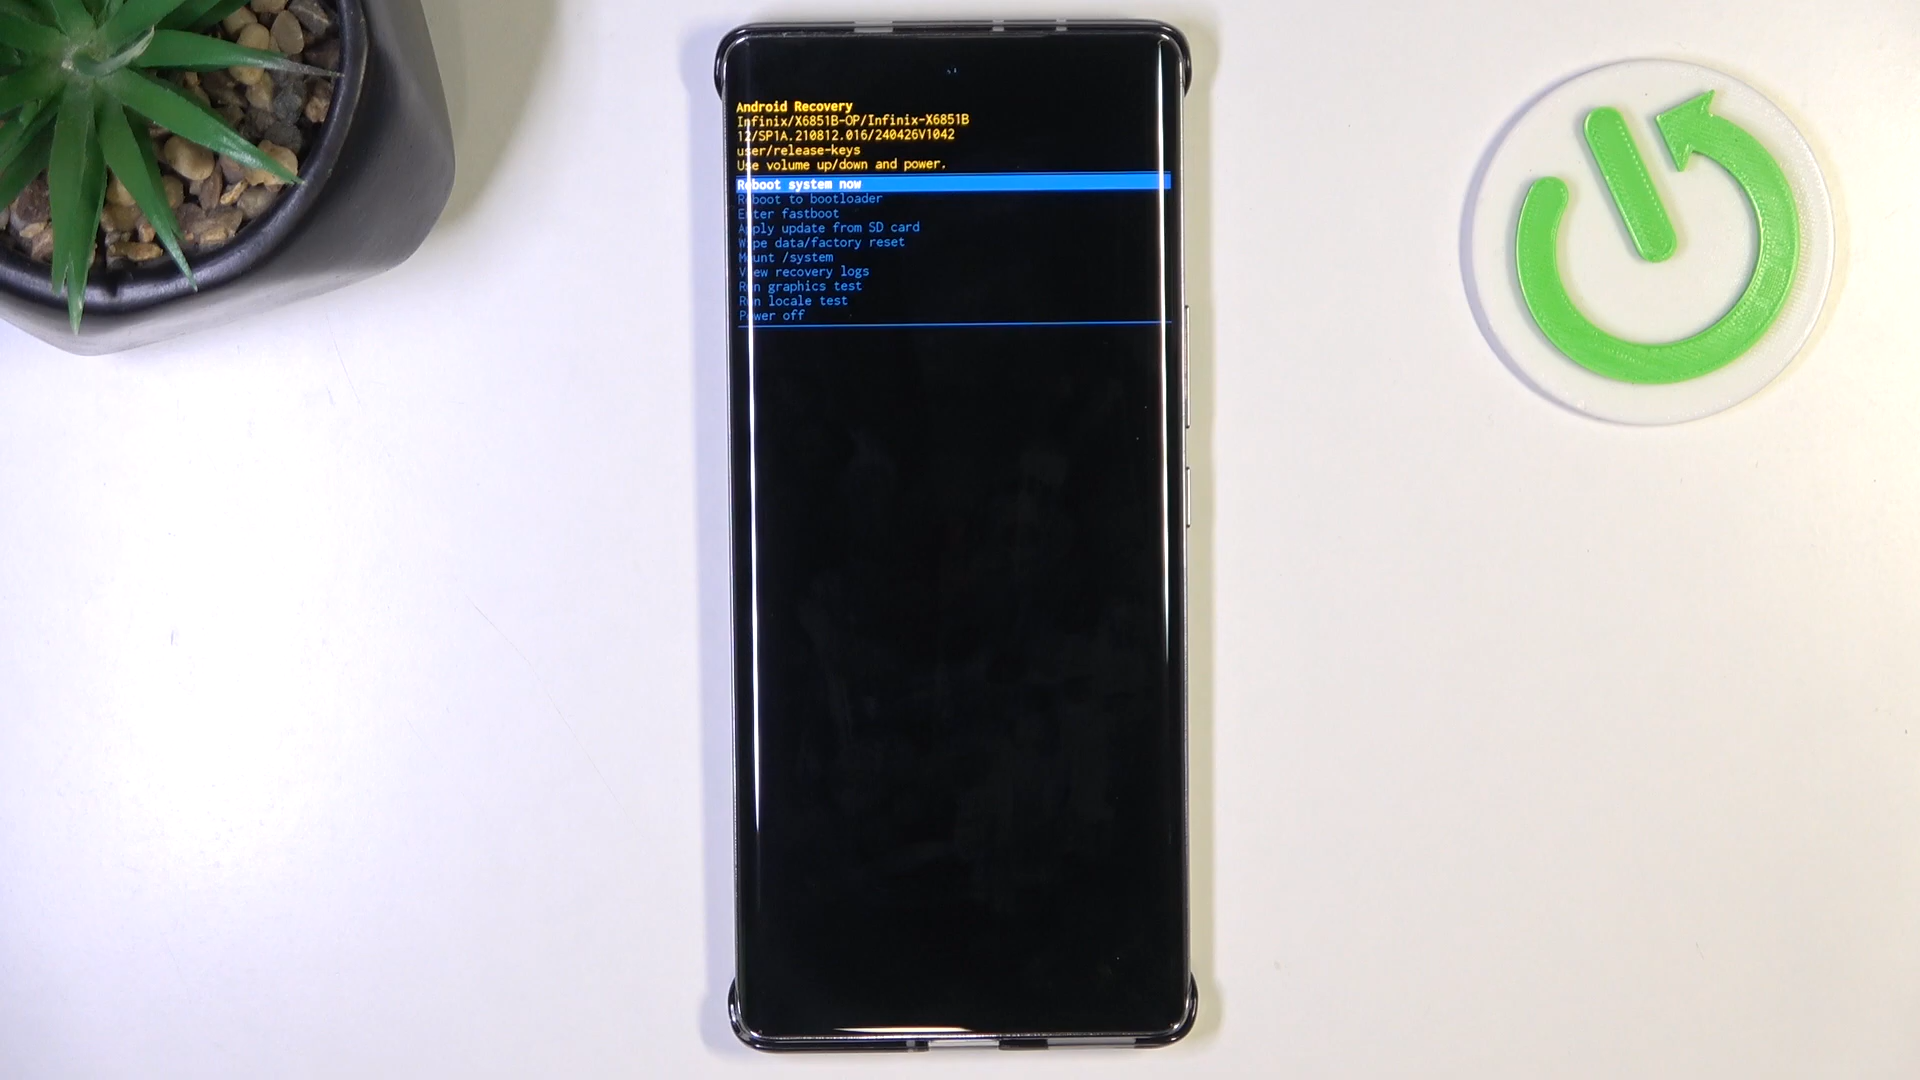 Android Recovery
Infinix/X6851B-OP/Infinix-X6851B
12/SP1A.210812.016/240426V1042
user/release-keys
Use volume up/down and power.
Reboot system now
Reboot to bootloader
Enter fastboot
Apply update from SD card
Wipe data/factory reset
Mount /system
View recovery logs
Run graphics test
Run locale test
Power off